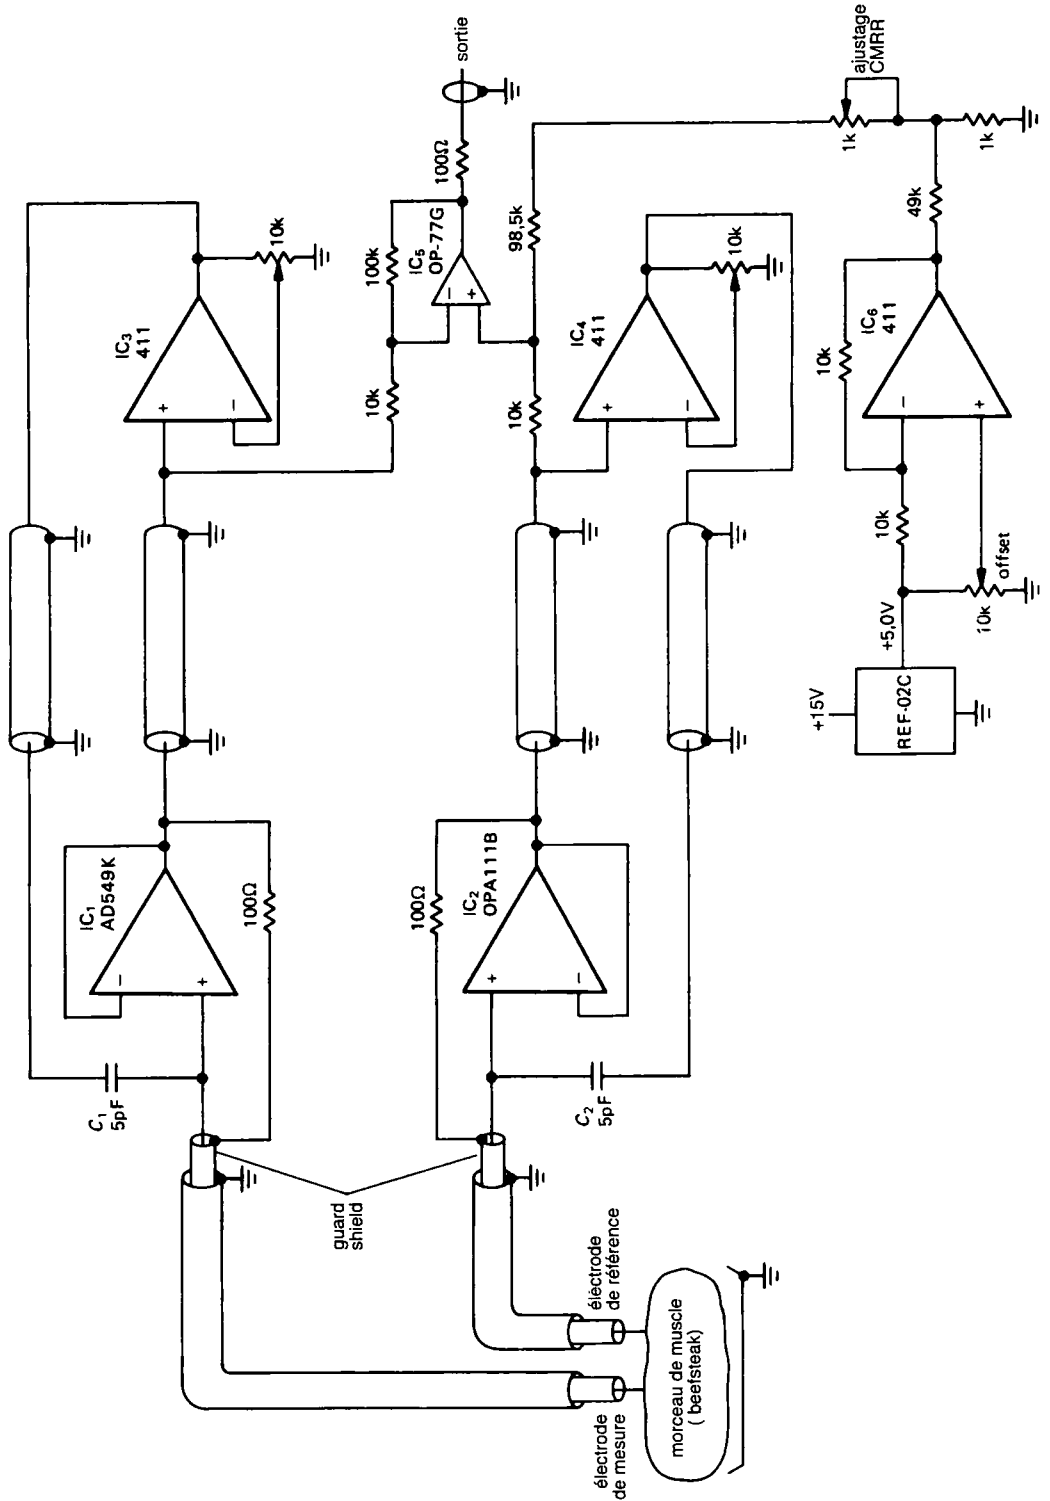 C₁
5pF
IC₁
AD549K
−
+
100Ω
IC₃
411
+
−
10k
guard
shield
10k
100k
IC₅
OP-77G
−
+
100Ω
sortie
100Ω
IC₂
OPA111B
+
−
10k
98,5k
C₂
5pF
IC₄
411
+
−
10k
électrode
de mesure
électrode
de référence
morceau de muscle
( beefsteak)
+15V
REF-02C
+5,0V
10k
10k
offset
10k
IC₆
411
−
+
49k
1k
ajustage
CMRR
1k